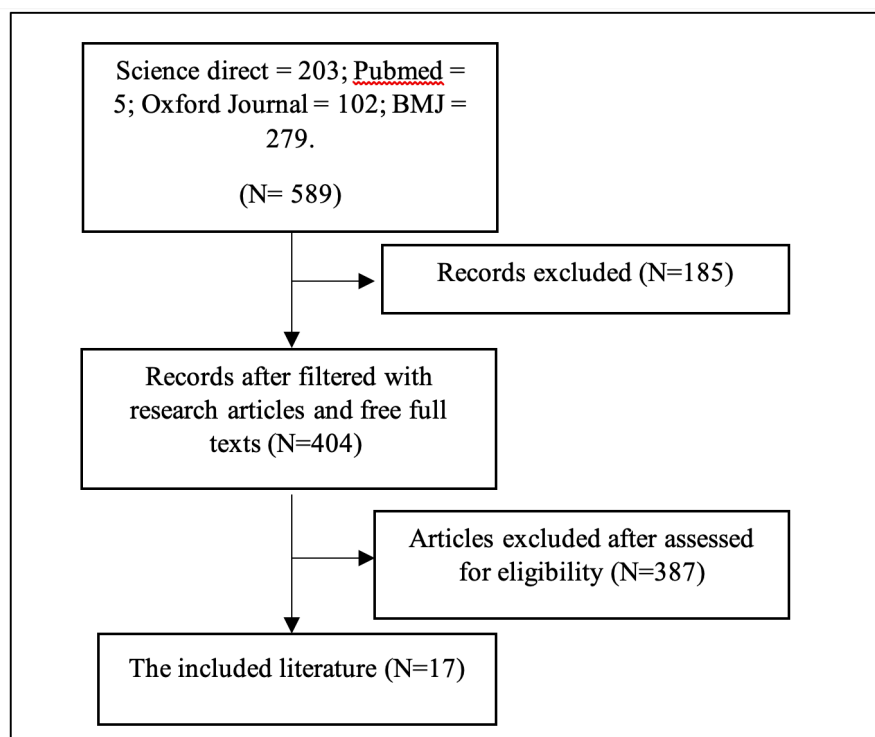 Science direct = 203; Pubmed =
5; Oxford Journal = 102; BMJ =
279.
(N= 589)
Records excluded (N=185)
Records after filtered with
research articles and free full
texts (N=404)
Articles excluded after assessed
for eligibility (N=387)
The included literature (N=17)